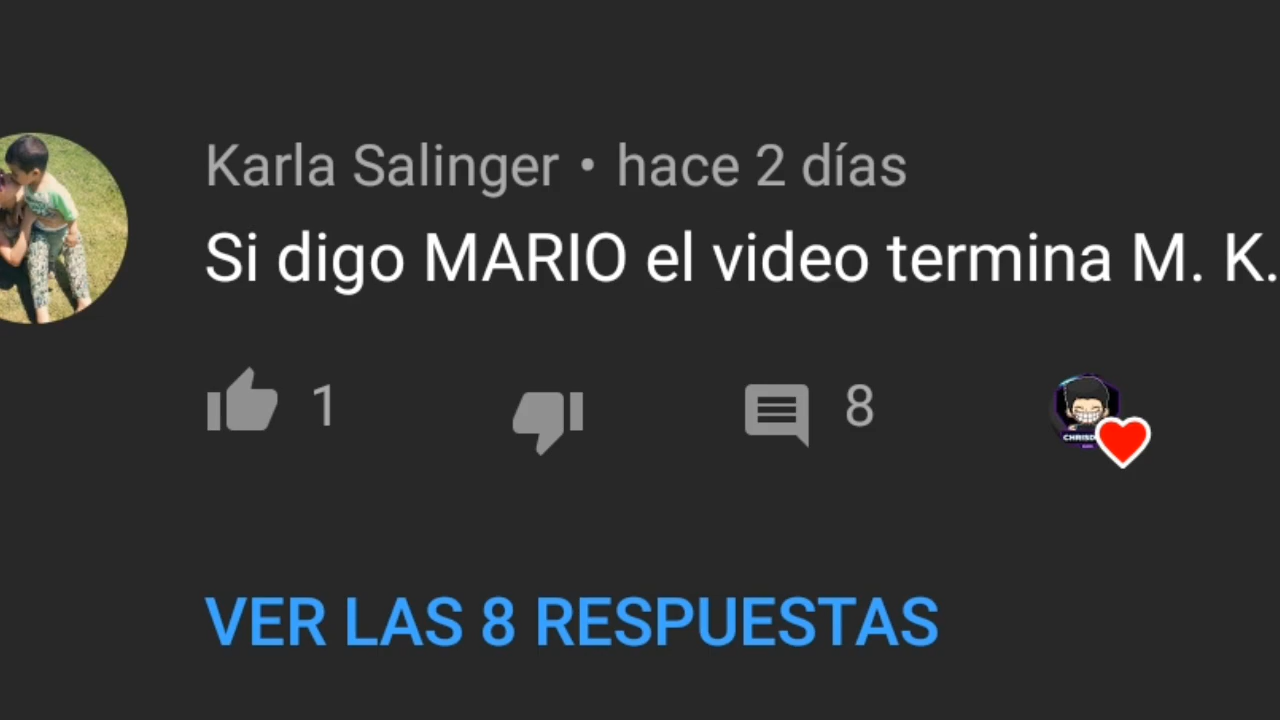 Karla Salinger • hace 2 días
Si digo MARIO el video termina M. K.
1
8
VER LAS 8 RESPUESTAS